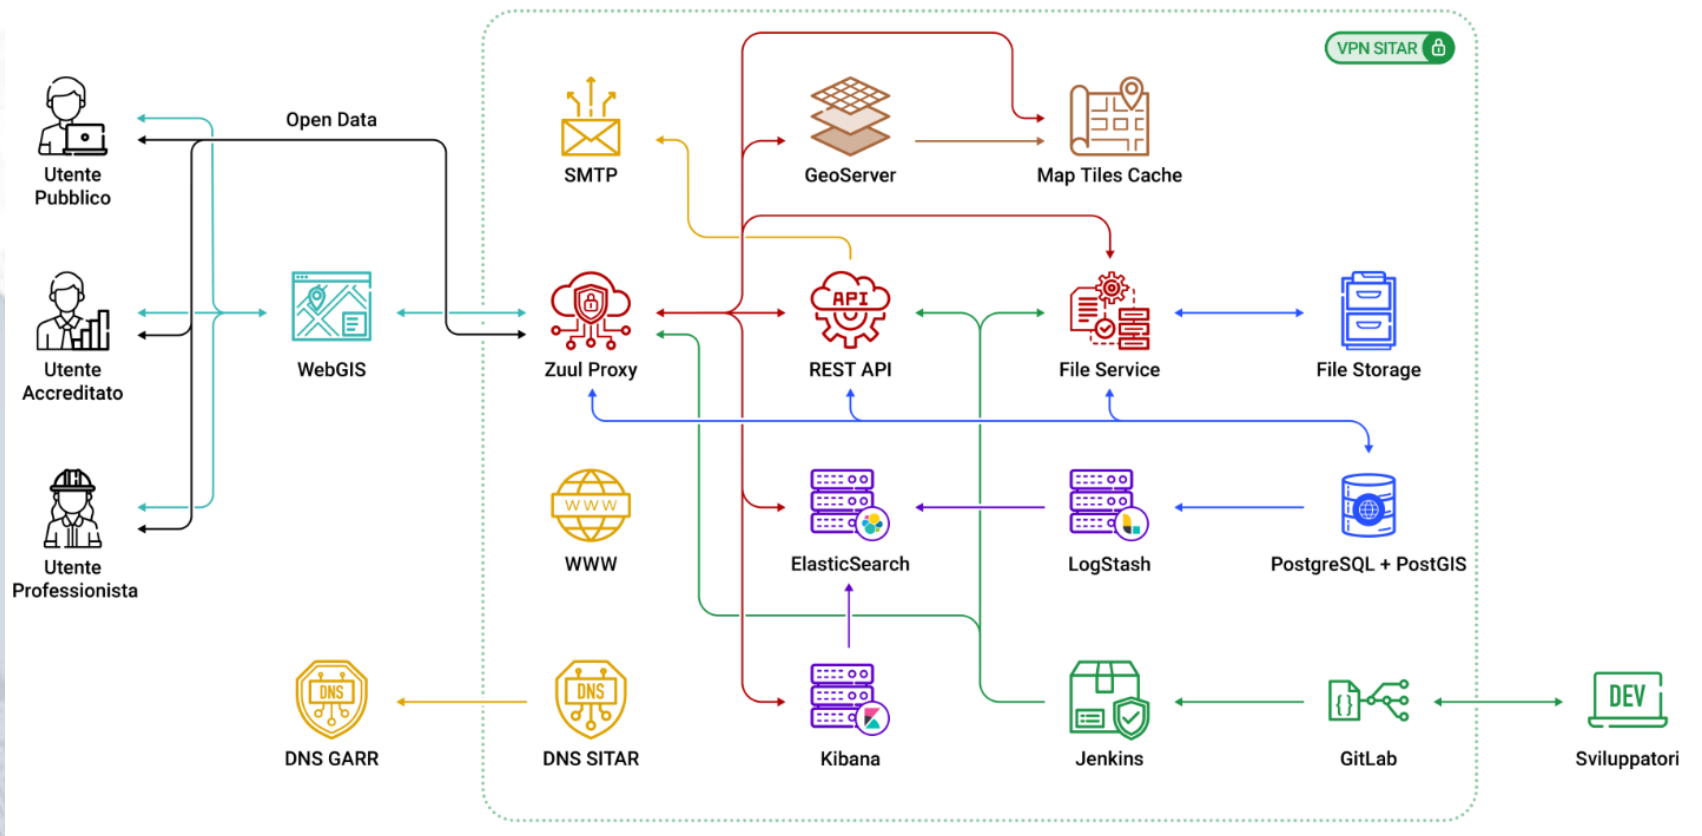 VPN SITAR
Open Data
Utente
Pubblico
SMTP
GeoServer
Map Tiles Cache
Utente
Accreditato
WebGIS
Zuul Proxy
API
REST API
File Service
File Storage
Utente
Professionista
WWW
WWW
ElasticSearch
LogStash
PostgreSQL + PostGIS
DNS
DNS GARR
DNS
DNS SITAR
Kibana
Jenkins
{}
GitLab
DEV
Sviluppatori